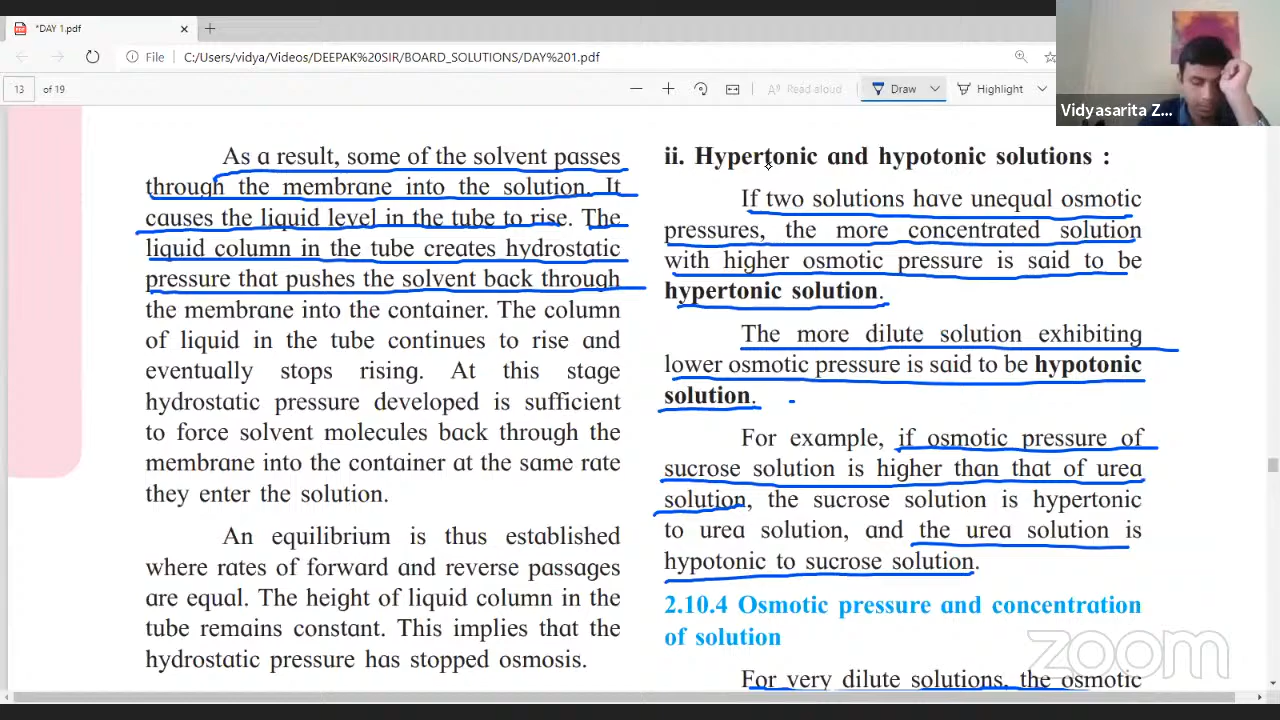 *DAY 1.pdf
File
C:/Users/vidya/Videos/DEEPAK%20SIR/BOARD_SOLUTIONS/DAY%201.pdf
13 of 19
Read aloud
Draw
Highlight
Vidyasarita Z...
As a result, some of the solvent passes
through the membrane into the solution. It
causes the liquid level in the tube to rise. The
liquid column in the tube creates hydrostatic
pressure that pushes the solvent back through
the membrane into the container. The column
of liquid in the tube continues to rise and
eventually stops rising. At this stage
hydrostatic pressure developed is sufficient
to force solvent molecules back through the
membrane into the container at the same rate
they enter the solution.
An equilibrium is thus established
where rates of forward and reverse passages
are equal. The height of liquid column in the
tube remains constant. This implies that the
hydrostatic pressure has stopped osmosis.
ii. Hypertonic and hypotonic solutions :
If two solutions have unequal osmotic
pressures, the more concentrated solution
with higher osmotic pressure is said to be
hypertonic solution.
The more dilute solution exhibiting
lower osmotic pressure is said to be hypotonic
solution.
For example, if osmotic pressure of
sucrose solution is higher than that of urea
solution, the sucrose solution is hypertonic
to urea solution, and the urea solution is
hypotonic to sucrose solution.
2.10.4 Osmotic pressure and concentration
of solution
For very dilute solutions, the osmotic
zoom